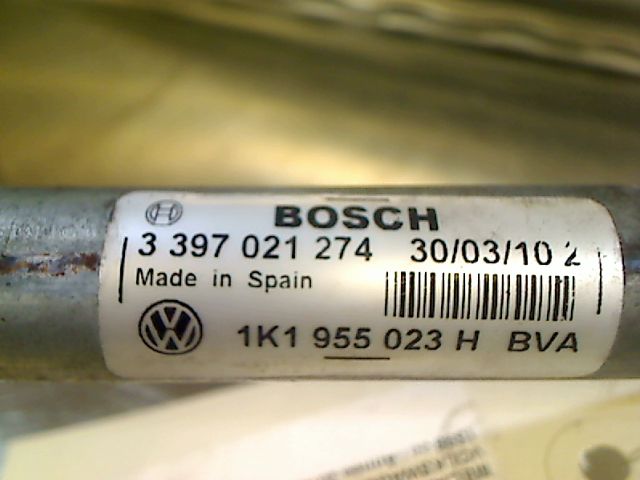 BOSCH
3 397 021 274 30/03/10 2
Made in Spain
1K1 955 023 H BVA